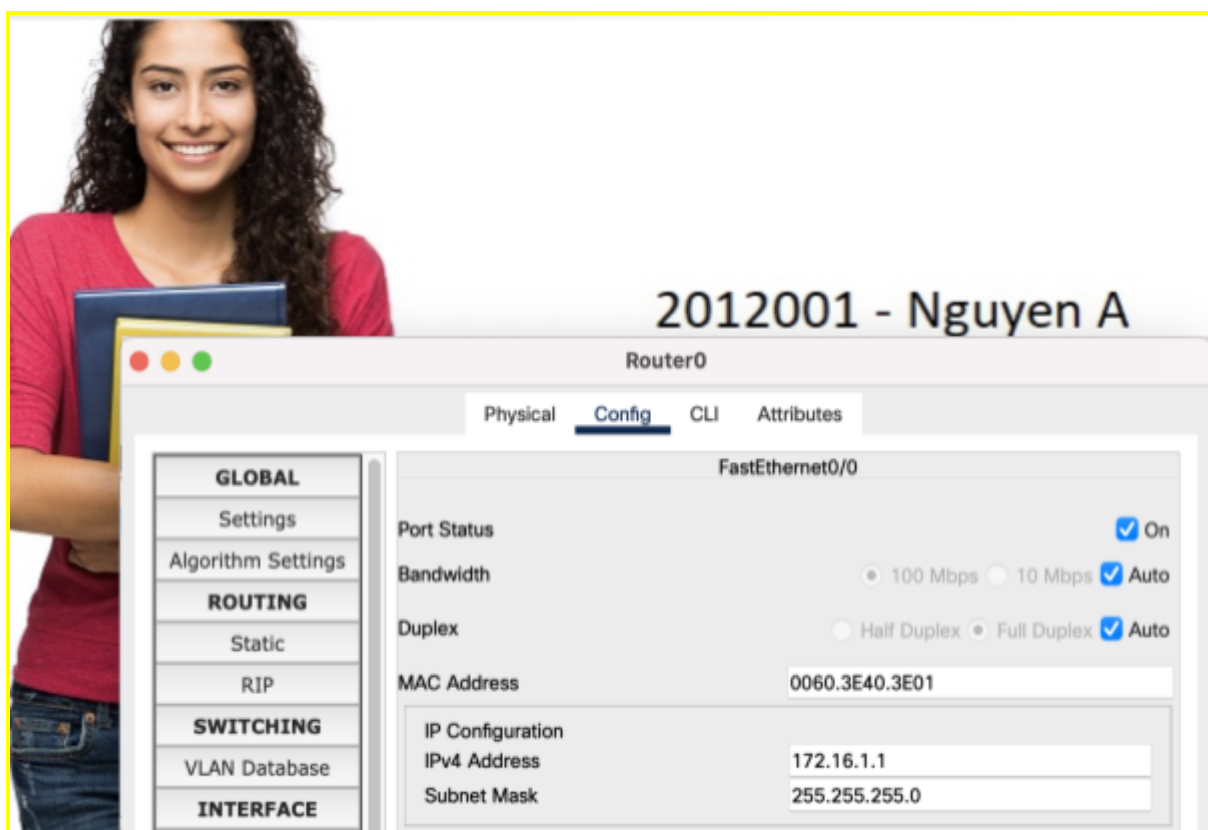 2012001 - Nguyen A
Router0
Physical Config CLI Attributes
GLOBAL
Settings
Algorithm Settings
ROUTING
Static
RIP
SWITCHING
VLAN Database
INTERFACE
FastEthernet0/0
Port Status On
Bandwidth 100 Mbps 10 Mbps Auto
Duplex Half Duplex Full Duplex Auto
MAC Address 0060.3E40.3E01
IP Configuration
IPv4 Address 172.16.1.1
Subnet Mask 255.255.255.0